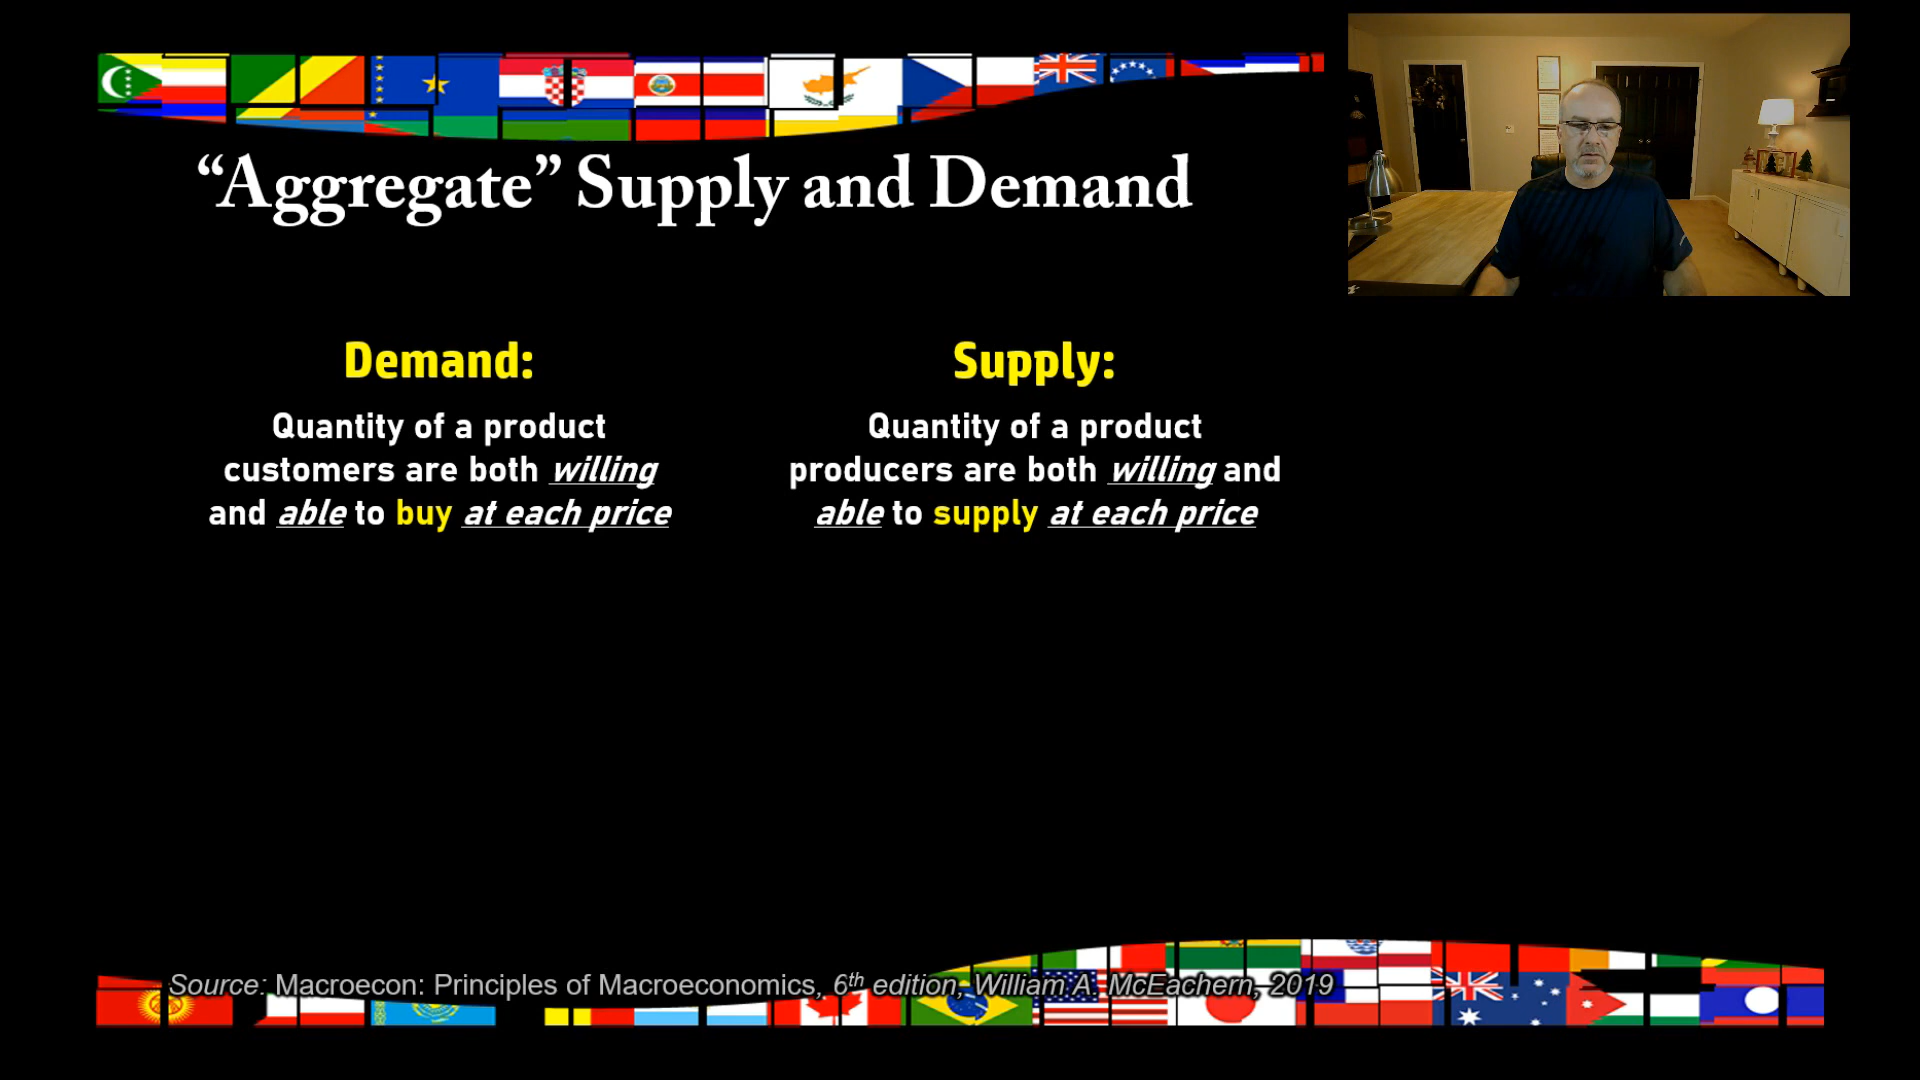 “Aggregate” Supply and Demand
Demand:
Quantity of a product
customers are both willing
and able to buy at each price
Supply:
Quantity of a product
producers are both willing and
able to supply at each price
Source: Macroecon: Principles of Macroeconomics, 6th edition, William A. McEachern, 2019